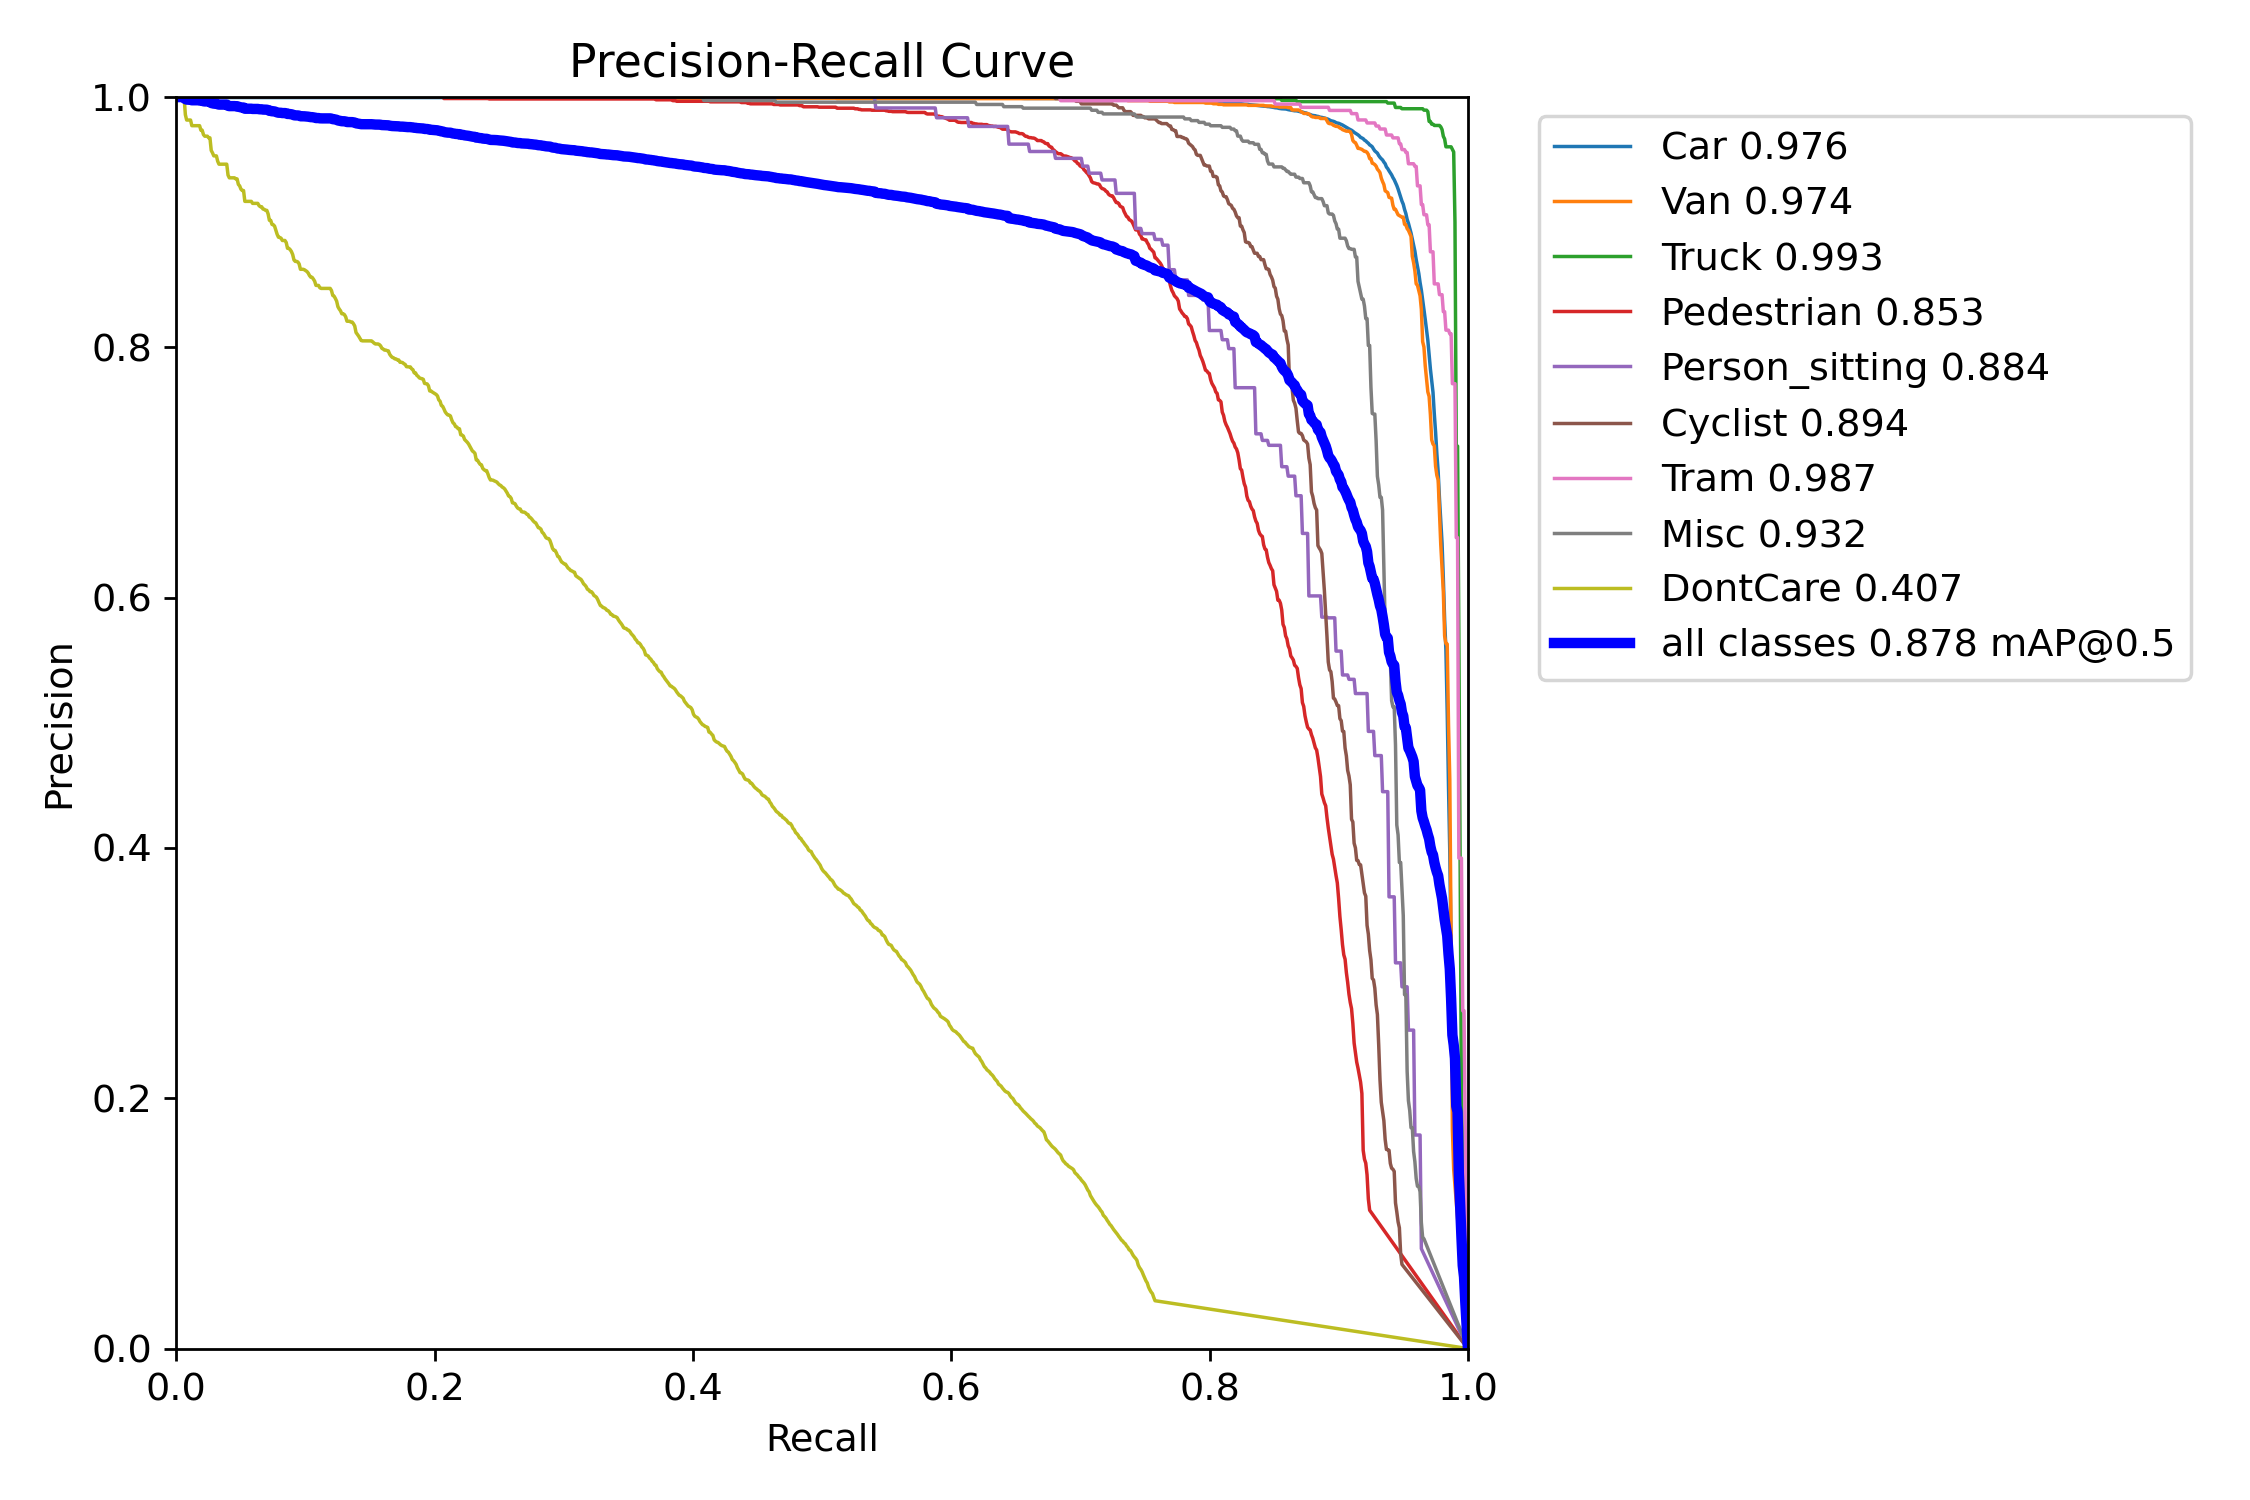 Precision-Recall Curve
1.0
0.8
0.6
0.4
0.2
0.0
Precision
0.0 0.2 0.4 0.6 0.8 1.0
Recall
Car 0.976
Van 0.974
Truck 0.993
Pedestrian 0.853
Person_sitting 0.884
Cyclist 0.894
Tram 0.987
Misc 0.932
DontCare 0.407
all classes 0.878 mAP@0.5